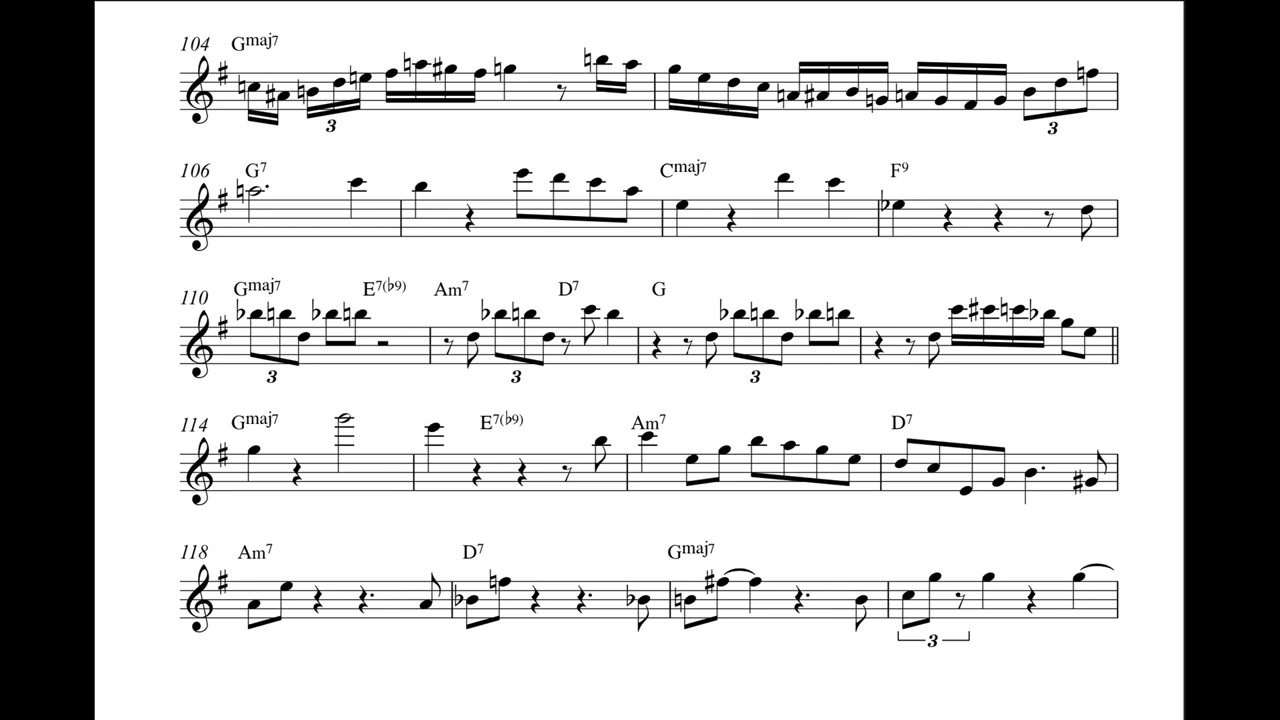 104 Gmaj7
3 3
106 G7 Cmaj7 F9
110 Gmaj7 E7(♭9) Am7 D7 G
3 3 3
114 Gmaj7 E7(♭9) Am7 D7
118 Am7 D7 Gmaj7
3